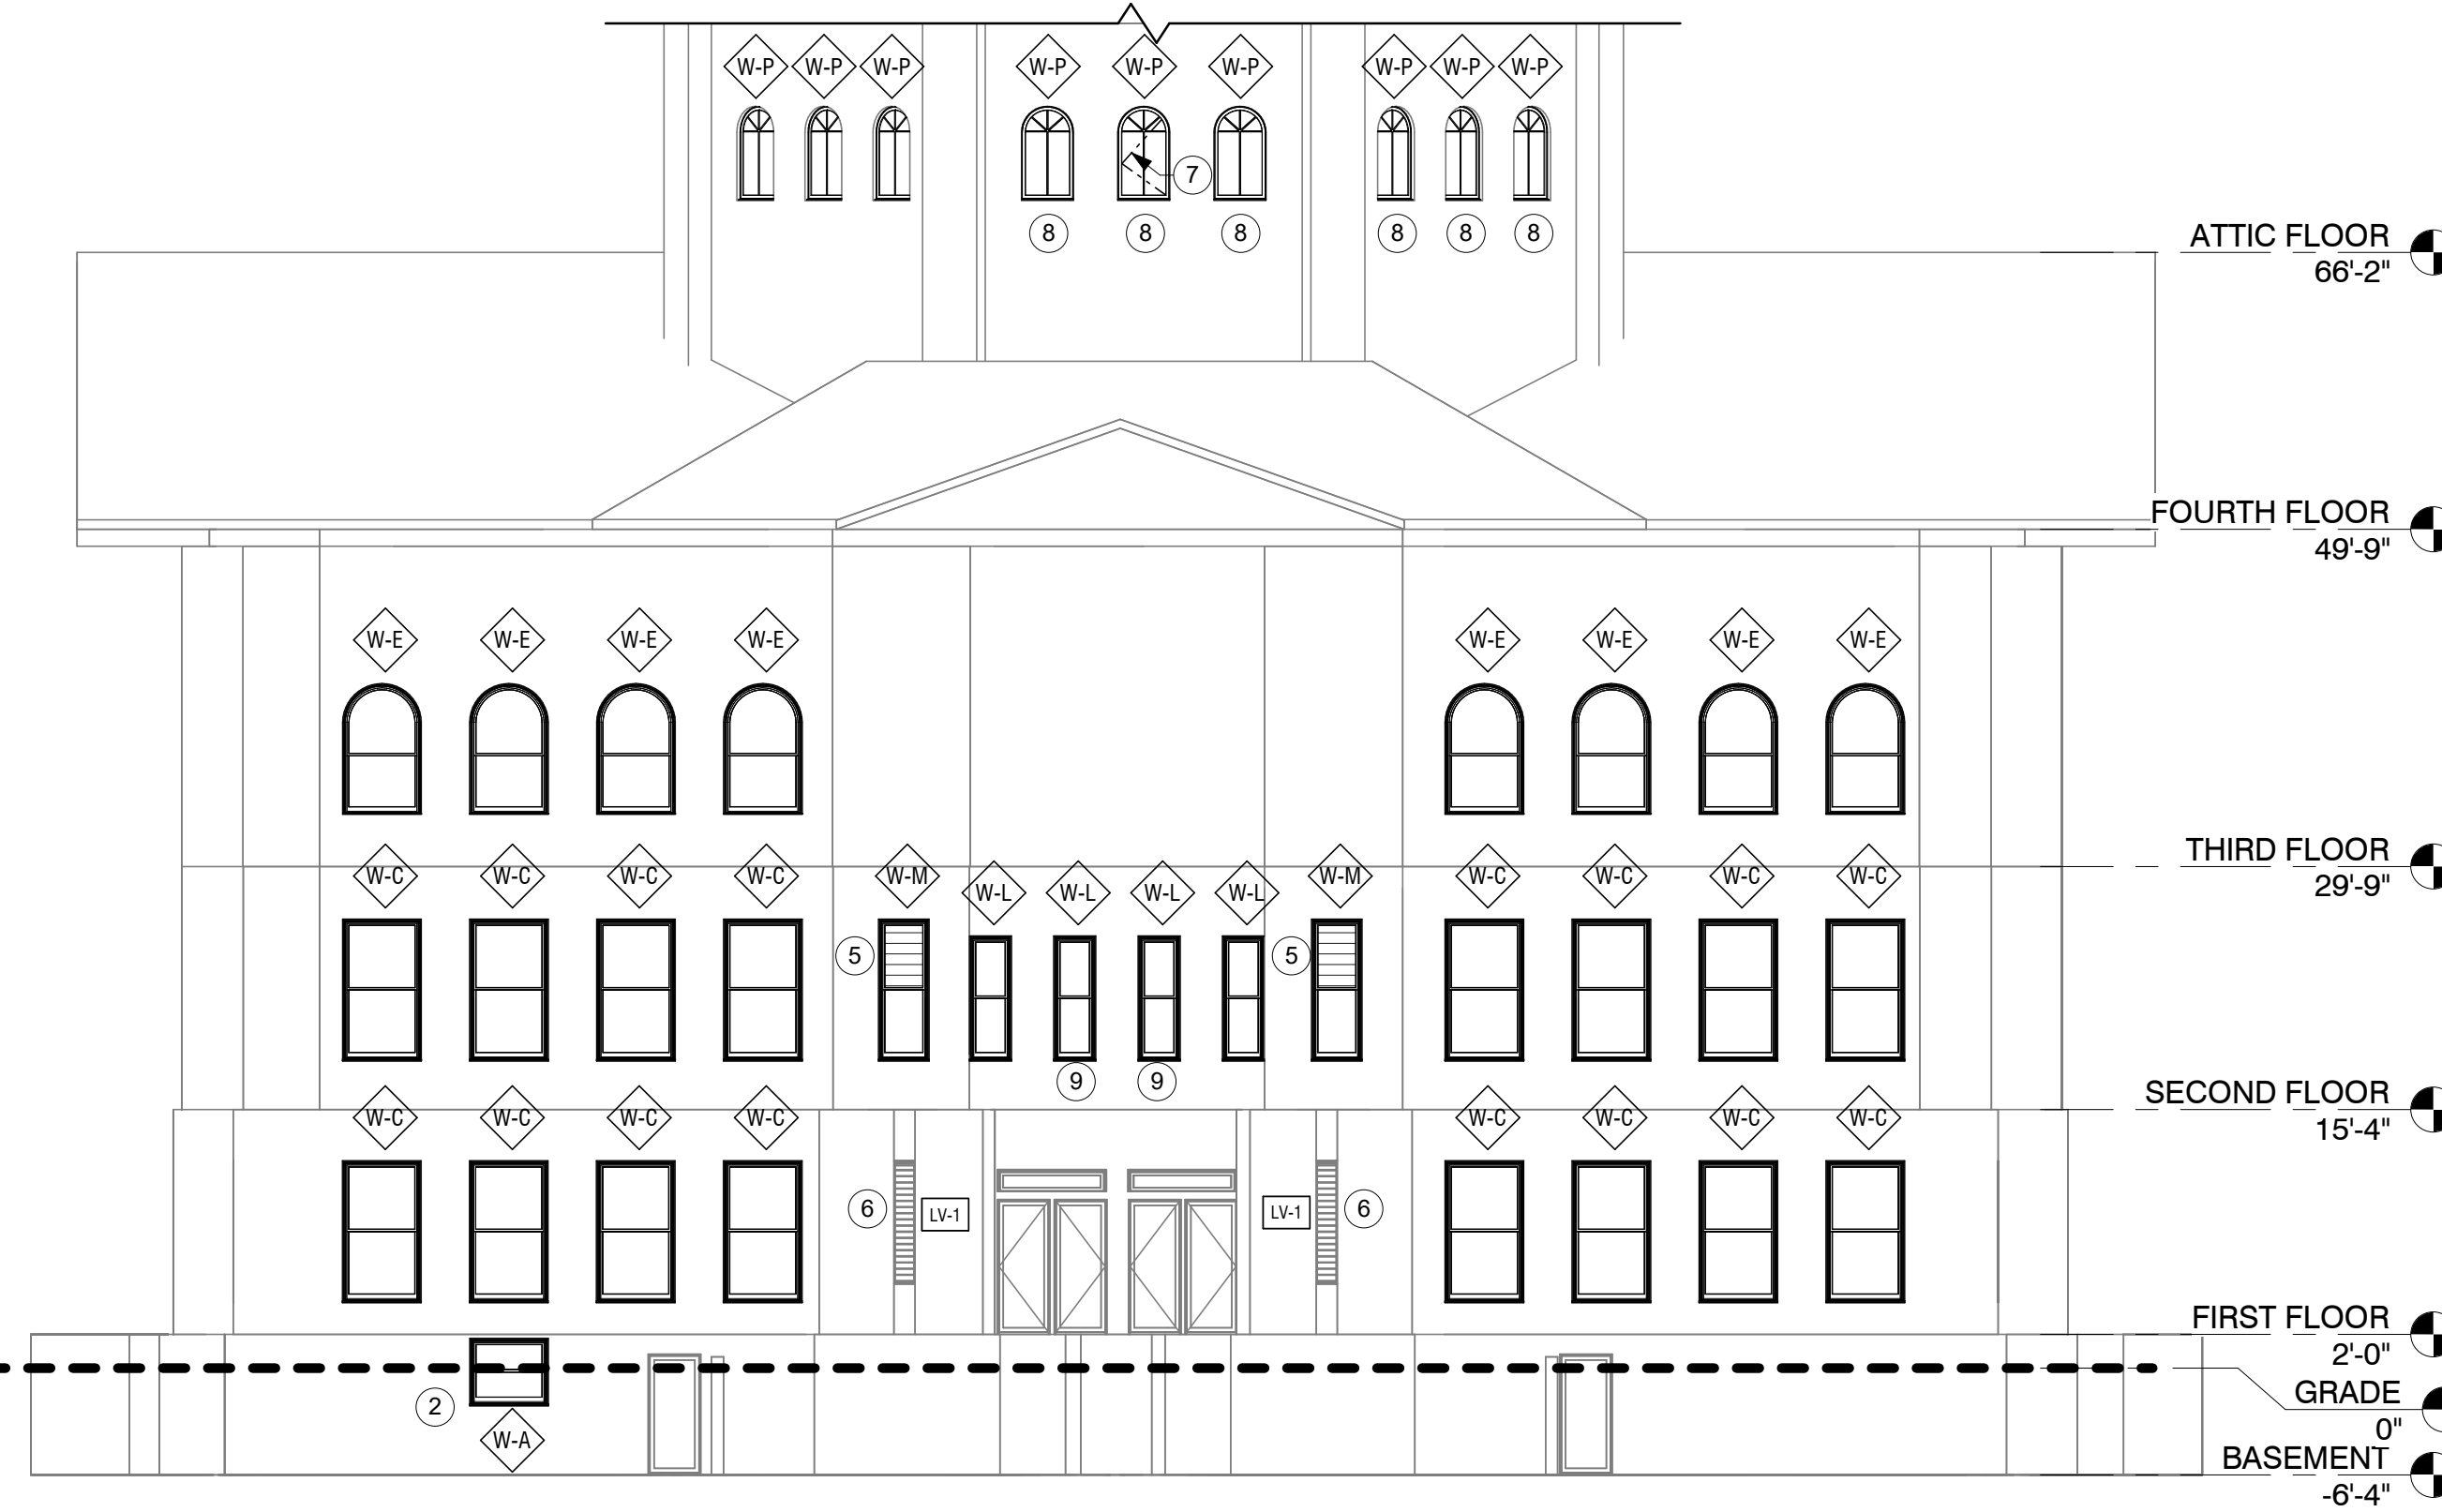 W-P W-P W-P W-P W-P W-P W-P W-P W-P
7
8 8 8 8 8 8
ATTIC FLOOR
66'-2"
FOURTH FLOOR
49'-9"
W-E W-E W-E W-E W-E W-E W-E W-E
THIRD FLOOR
29'-9"
W-C W-C W-C W-C W-M W-L W-L W-L W-L W-M W-C W-C W-C W-C
5 5
9 9
SECOND FLOOR
15'-4"
W-C W-C W-C W-C W-C W-C W-C W-C
6 LV-1 LV-1 6
FIRST FLOOR
2'-0"
GRADE
0"
2
W-A
BASEMENT
-6'-4"